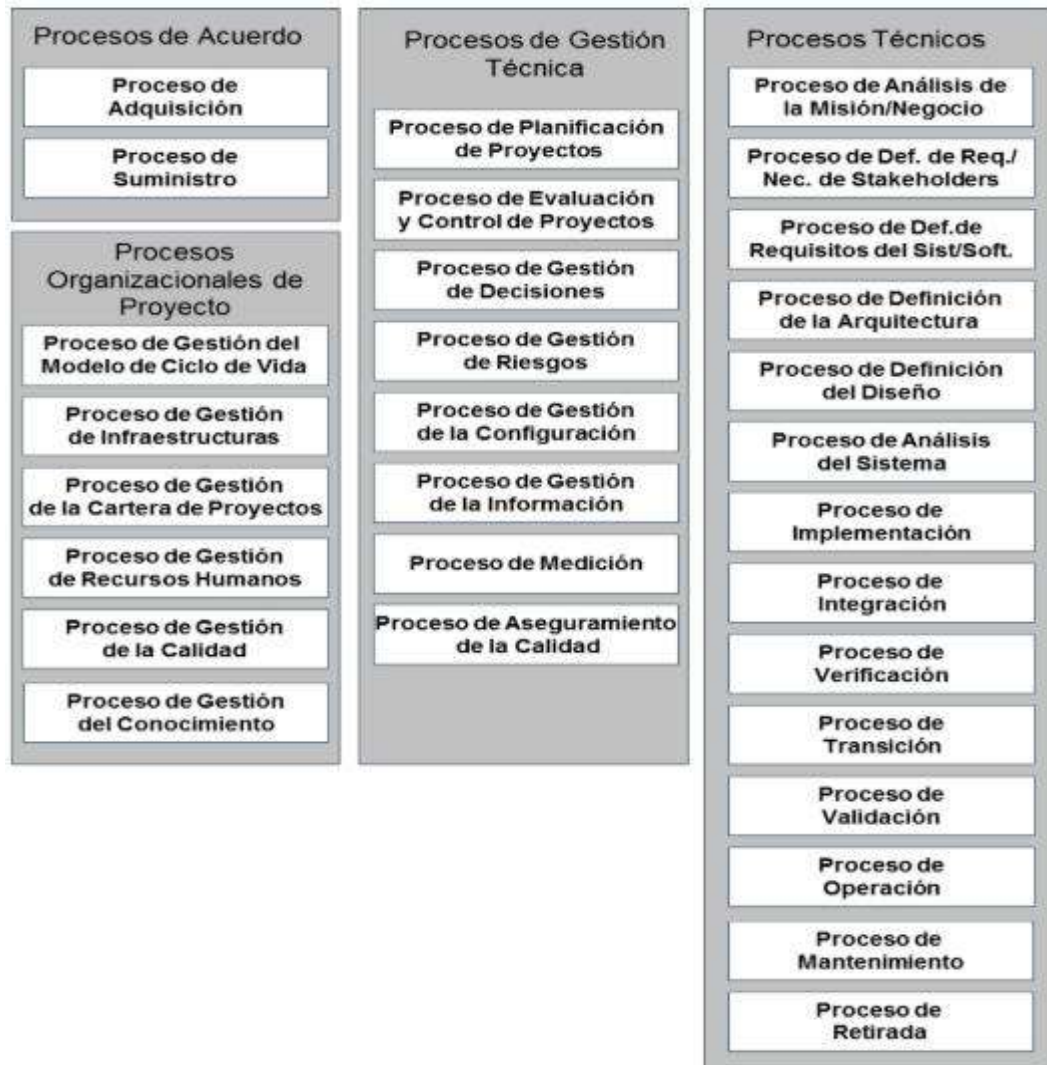 Procesos de Acuerdo
Proceso de
Adquisición
Proceso de
Suministro
Procesos
Organizacionales de
Proyecto
Proceso de Gestión del
Modelo de Ciclo de Vida
Proceso de Gestión
de Infraestructuras
Proceso de Gestión
de la Cartera de Proyectos
Proceso de Gestión
de Recursos Humanos
Proceso de Gestión
de la Calidad
Proceso de Gestión
del Conocimiento
Procesos de Gestión
Técnica
Proceso de Planificación
de Proyectos
Proceso de Evaluación
y Control de Proyectos
Proceso de Gestión
de Decisiones
Proceso de Gestión
de Riesgos
Proceso de Gestión
de la Configuración
Proceso de Gestión
de la Información
Proceso de Medición
Proceso de Aseguramiento
de la Calidad
Procesos Técnicos
Proceso de Análisis de
la Misión/Negocio
Proceso de Def. de Req./
Nec. de Stakeholders
Proceso de Def.de
Requisitos del Sist/Soft.
Proceso de Definición
de la Arquitectura
Proceso de Definición
del Diseño
Proceso de Análisis
del Sistema
Proceso de
Implementación
Proceso de
Integración
Proceso de
Verificación
Proceso de
Transición
Proceso de
Validación
Proceso de
Operación
Proceso de
Mantenimiento
Proceso de
Retirada